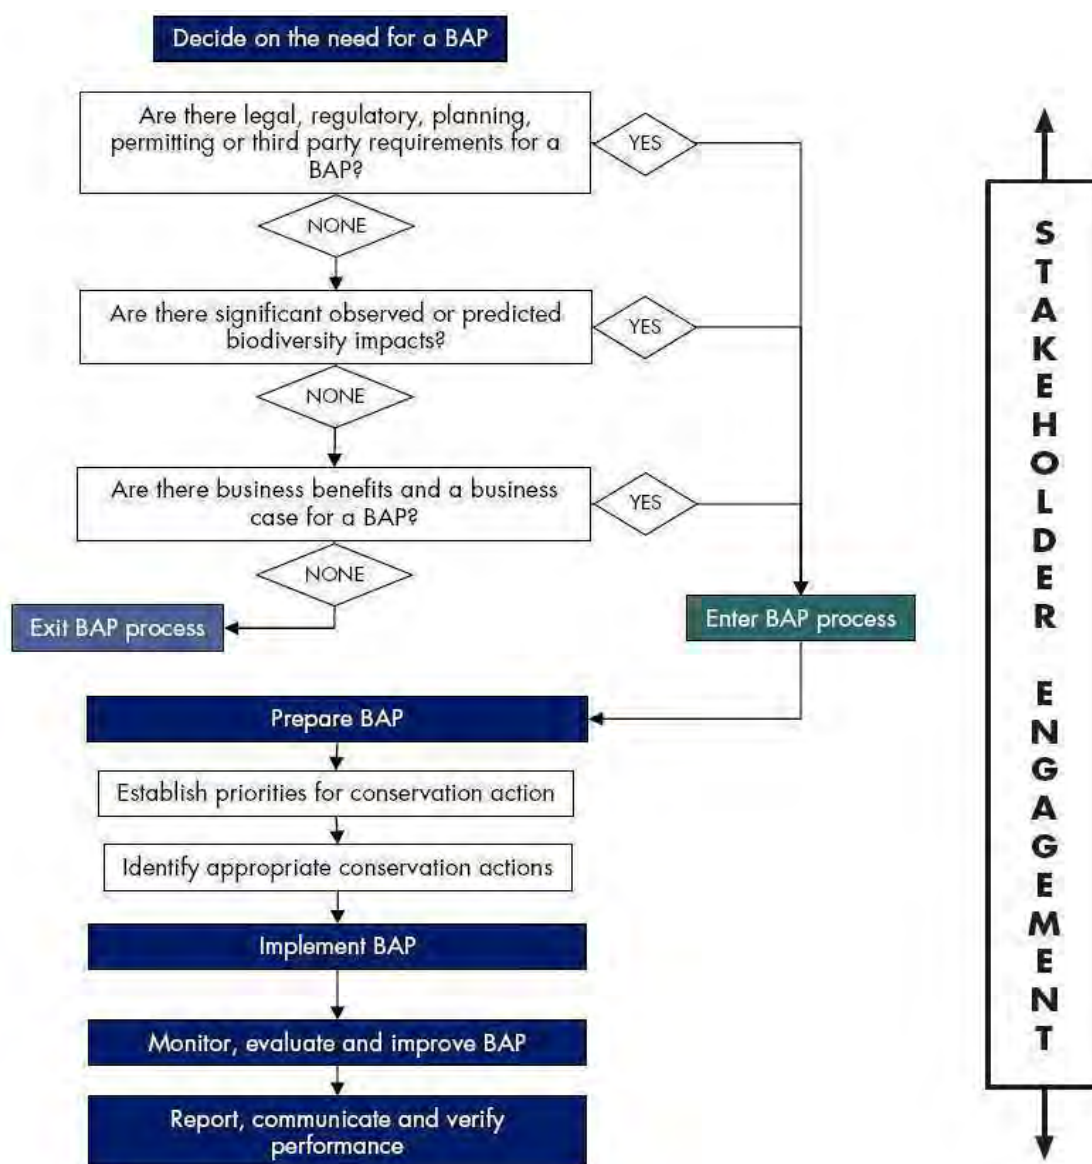 Decide on the need for a BAP
Are there legal, regulatory, planning,
permitting or third party requirements for a
BAP?
YES
NONE
Are there significant observed or predicted
biodiversity impacts?
YES
NONE
Are there business benefits and a business
case for a BAP?
YES
NONE
Exit BAP process
Enter BAP process
Prepare BAP
Establish priorities for conservation action
Identify appropriate conservation actions
Implement BAP
Monitor, evaluate and improve BAP
Report, communicate and verify
performance
STAKEHOLDER ENGAGEMENT